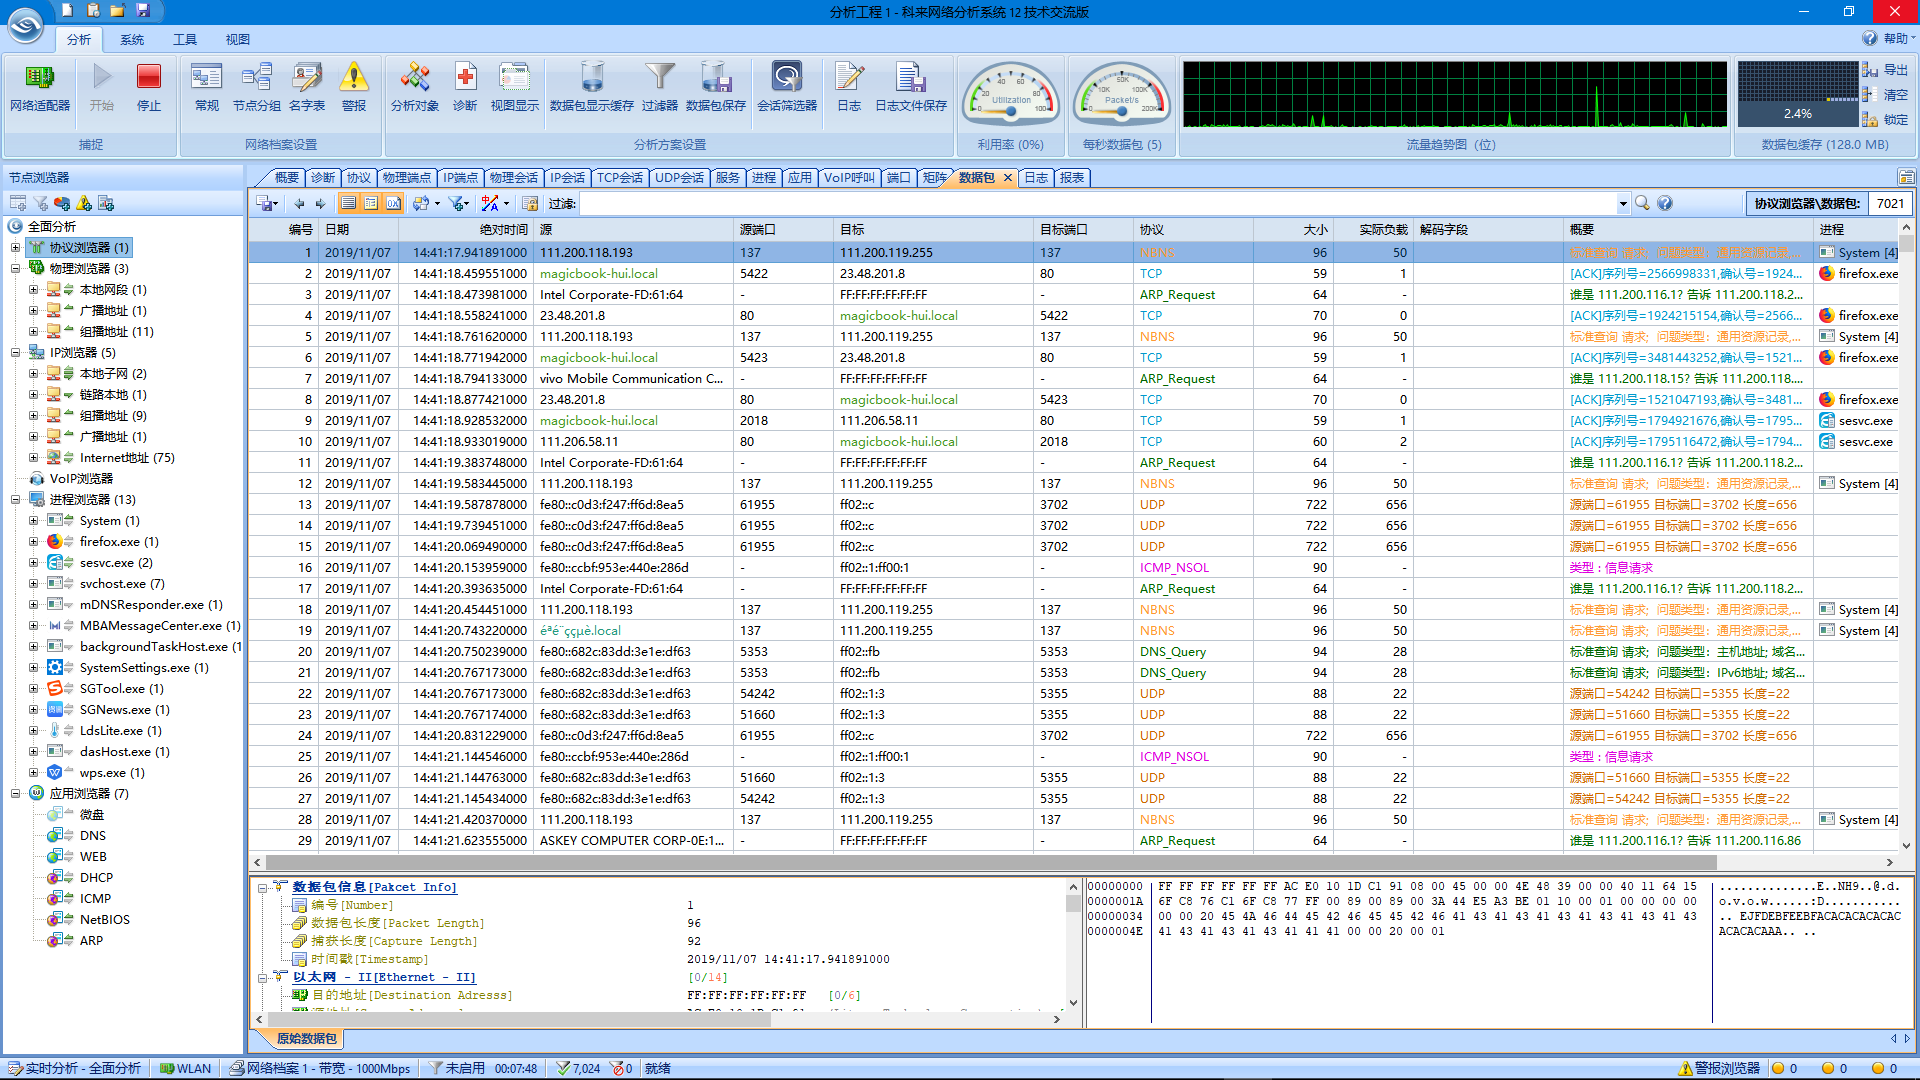 分析工程 1 - 科来网络分析系统 12 技术交流版
分析 系统 工具 视图 帮助
网络适配器 开始 停止 常规 节点分组 名字表 警报 分析对象 诊断 视图显示 数据包显示缓存 过滤器 数据包保存 会话筛选器 日志 日志文件保存 导出 清空 锁定
2.4%
捕捉 网络档案设置 分析方案设置 利用率 (0%) 每秒数据包 (5) 流量趋势图（位） 数据包缓存 (128.0 MB)
节点浏览器
全面分析
协议浏览器 (1)
物理浏览器 (3)
本地网段 (1)
广播地址 (1)
组播地址 (11)
IP浏览器 (5)
本地子网 (2)
链路本地 (1)
组播地址 (9)
广播地址 (1)
Internet地址 (75)
VoIP浏览器
进程浏览器 (13)
System (1)
firefox.exe (1)
sesvc.exe (2)
svchost.exe (7)
mDNSResponder.exe (1)
MBAMessageCenter.exe (1)
backgroundTaskHost.exe (1
SystemSettings.exe (1)
SGTool.exe (1)
SGNews.exe (1)
LdsLite.exe (1)
dasHost.exe (1)
wps.exe (1)
应用浏览器 (7)
微盘
DNS
WEB
DHCP
ICMP
NetBIOS
ARP
概要 诊断 协议 物理端点 IP端点 物理会话 IP会话 TCP会话 UDP会话 服务 进程 应用 VoIP呼叫 端口 矩阵 数据包 日志 报表
过滤: 协议浏览器\数据包: 7021
编号 日期 绝对时间 源 源端口 目标 目标端口 协议 大小 实际负载 解码字段 概要 进程
1 2019/11/07 14:41:17.941891000 111.200.118.193 137 111.200.119.255 137 NBNS 96 50 System [4]
2 2019/11/07 14:41:18.459551000 magicbook-hui.local 5422 23.48.201.8 80 TCP 59 1 [ACK]序列号=2566998331,确认号=1924... firefox.exe
3 2019/11/07 14:41:18.473981000 Intel Corporate-FD:61:64 - FF:FF:FF:FF:FF:FF - ARP_Request 64 - 谁是 111.200.116.1? 告诉 111.200.118.2...
4 2019/11/07 14:41:18.558241000 23.48.201.8 80 magicbook-hui.local 5422 TCP 70 0 [ACK]序列号=1924215154,确认号=2566... firefox.exe
5 2019/11/07 14:41:18.761620000 111.200.118.193 137 111.200.119.255 137 NBNS 96 50 标准查询 请求; 问题类型：通用资源记录,... System [4]
6 2019/11/07 14:41:18.771942000 magicbook-hui.local 5423 23.48.201.8 80 TCP 59 1 [ACK]序列号=3481443252,确认号=1521... firefox.exe
7 2019/11/07 14:41:18.794133000 vivo Mobile Communication C... - FF:FF:FF:FF:FF:FF - ARP_Request 64 - 谁是 111.200.118.15? 告诉 111.200.118....
8 2019/11/07 14:41:18.877421000 23.48.201.8 80 magicbook-hui.local 5423 TCP 70 0 [ACK]序列号=1521047193,确认号=3481... firefox.exe
9 2019/11/07 14:41:18.928532000 magicbook-hui.local 2018 111.206.58.11 80 TCP 59 1 [ACK]序列号=1794921676,确认号=1795... sesvc.exe
10 2019/11/07 14:41:18.933019000 111.206.58.11 80 magicbook-hui.local 2018 TCP 60 2 [ACK]序列号=1795116472,确认号=1794... sesvc.exe
11 2019/11/07 14:41:19.383748000 Intel Corporate-FD:61:64 - FF:FF:FF:FF:FF:FF - ARP_Request 64 - 谁是 111.200.116.1? 告诉 111.200.118.2...
12 2019/11/07 14:41:19.583445000 111.200.118.193 137 111.200.119.255 137 NBNS 96 50 标准查询 请求; 问题类型：通用资源记录,... System [4]
13 2019/11/07 14:41:19.587878000 fe80::c0d3:f247:ff6d:8ea5 61955 ff02::c 3702 UDP 722 656 源端口=61955 目标端口=3702 长度=656
14 2019/11/07 14:41:19.739451000 fe80::c0d3:f247:ff6d:8ea5 61955 ff02::c 3702 UDP 722 656 源端口=61955 目标端口=3702 长度=656
15 2019/11/07 14:41:20.069490000 fe80::c0d3:f247:ff6d:8ea5 61955 ff02::c 3702 UDP 722 656 源端口=61955 目标端口=3702 长度=656
16 2019/11/07 14:41:20.153959000 fe80::ccbf:953e:440e:286d - ff02::1:ff00:1 - ICMP_NSOL 90 - 类型 : 信息请求
17 2019/11/07 14:41:20.393635000 Intel Corporate-FD:61:64 - FF:FF:FF:FF:FF:FF - ARP_Request 64 - 谁是 111.200.116.1? 告诉 111.200.118.2...
18 2019/11/07 14:41:20.454451000 111.200.118.193 137 111.200.119.255 137 NBNS 96 50 标准查询 请求; 问题类型：通用资源记录,... System [4]
19 2019/11/07 14:41:20.743220000 éªé¨ççµè.local 137 111.200.119.255 137 NBNS 96 50 标准查询 请求; 问题类型：通用资源记录,... System [4]
20 2019/11/07 14:41:20.750239000 fe80::682c:83dd:3e1e:df63 5353 ff02::fb 5353 DNS_Query 94 28 标准查询 请求; 问题类型：主机地址; 域名...
21 2019/11/07 14:41:20.767173000 fe80::682c:83dd:3e1e:df63 5353 ff02::fb 5353 DNS_Query 94 28 标准查询 请求; 问题类型：IPv6地址; 域名...
22 2019/11/07 14:41:20.767173000 fe80::682c:83dd:3e1e:df63 54242 ff02::1:3 5355 UDP 88 22 源端口=54242 目标端口=5355 长度=22
23 2019/11/07 14:41:20.767174000 fe80::682c:83dd:3e1e:df63 51660 ff02::1:3 5355 UDP 88 22 源端口=51660 目标端口=5355 长度=22
24 2019/11/07 14:41:20.831229000 fe80::c0d3:f247:ff6d:8ea5 61955 ff02::c 3702 UDP 722 656 源端口=61955 目标端口=3702 长度=656
25 2019/11/07 14:41:21.144546000 fe80::ccbf:953e:440e:286d - ff02::1:ff00:1 - ICMP_NSOL 90 - 类型 : 信息请求
26 2019/11/07 14:41:21.144763000 fe80::682c:83dd:3e1e:df63 51660 ff02::1:3 5355 UDP 88 22 源端口=51660 目标端口=5355 长度=22
27 2019/11/07 14:41:21.145434000 fe80::682c:83dd:3e1e:df63 54242 ff02::1:3 5355 UDP 88 22 源端口=54242 目标端口=5355 长度=22
28 2019/11/07 14:41:21.420370000 111.200.118.193 137 111.200.119.255 137 NBNS 96 50 标准查询 请求; 问题类型：通用资源记录,... System [4]
29 2019/11/07 14:41:21.623555000 ASKEY COMPUTER CORP-0E:1... - FF:FF:FF:FF:FF:FF - ARP_Request 64 - 谁是 111.200.116.1? 告诉 111.200.116.86
数据包信息[Pakcet Info]
编号[Number] 1
数据包长度[Packet Length] 96
捕获长度[Capture Length] 92
时间戳[Timestamp] 2019/11/07 14:41:17.941891000
以太网 - II[Ethernet - II] [0/14]
目的地址[Destination Adresss] FF:FF:FF:FF:FF:FF [0/6]
00000000 FF FF FF FF FF FF AC E0 10 1D C1 91 08 00 45 00 00 4E 48 39 00 00 40 11 64 15 ..............E..NH9..@.d.
0000001A 6F C8 76 C1 6F C8 77 FF 00 89 00 89 00 3A 44 E5 A3 BE 01 10 00 01 00 00 00 00 o.v.o.w......:D...........
00000034 00 00 20 45 4A 46 44 45 42 46 45 45 42 46 41 43 41 43 41 43 41 43 41 43 41 43 .. EJFDEBFEEBFACACACACACAC
0000004E 41 43 41 43 41 43 41 41 41 00 00 20 00 01 ACACACAAA.. ..
原始数据包
实时分析 - 全面分析 WLAN 网络档案 1 - 带宽 - 1000Mbps 未启用 00:07:48 7,024 0 就绪 警报浏览器 0 0 0